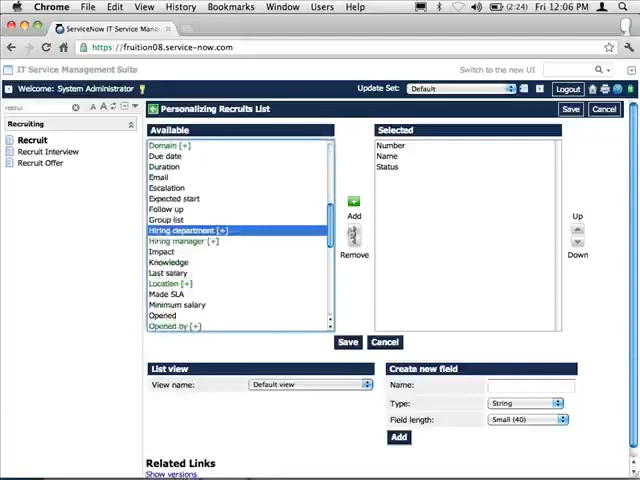 Chrome File Edit View History Bookmarks Window Users Help (2:24) Fri 12:06 PM
ServiceNow IT Service Mana
https://fruition08.service-now.com
IT Service Management Suite Switch to the new UI
Welcome: System Administrator Update Set: Default Logout
recrui A A
Personalizing Recruits List Save Cancel
Recruiting
Recruit
Recruit Interview
Recruit Offer
Available
Domain [+]
Due date
Duration
Email
Escalation
Expected start
Follow up
Group list
Hiring department [+]
Hiring manager [+]
Impact
Knowledge
Last salary
Location [+]
Made SLA
Minimum salary
Opened
Opened by [+]
Add
Remove
Selected
Number
Name
Status
Up
Down
Save Cancel
List view
View name: Default view
Create new field
Name:
Type: String
Field length: Small (40)
Add
Related Links
Show versions